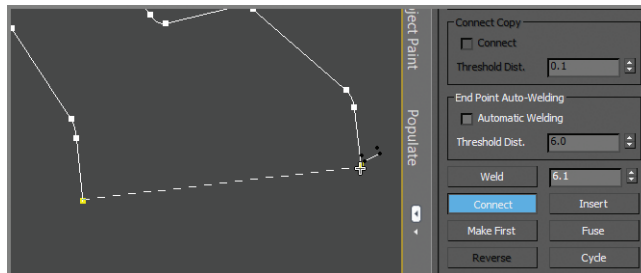 ject Paint
Populate
Connect Copy
Connect
Threshold Dist.
0.1
End Point Auto-Welding
Automatic Welding
Threshold Dist.
6.0
Weld
6.1
Connect
Insert
Make First
Fuse
Reverse
Cycle